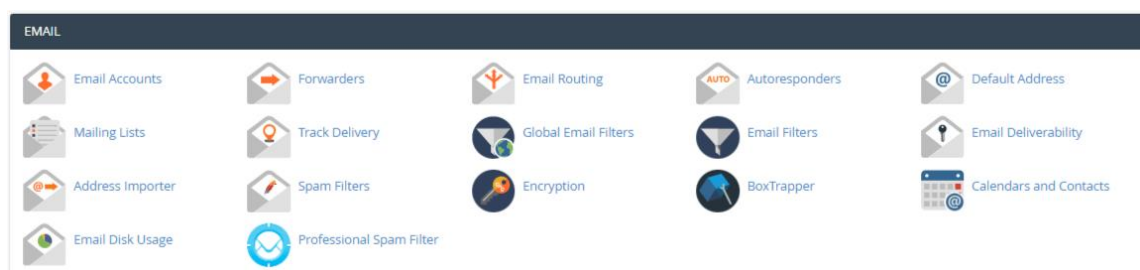 EMAIL
Email Accounts
Forwarders
Email Routing
AUTO
Autoresponders
@
Default Address
Mailing Lists
Track Delivery
Global Email Filters
Email Filters
Email Deliverability
@
Address Importer
Spam Filters
Encryption
BoxTrapper
@
Calendars and Contacts
Email Disk Usage
Professional Spam Filter